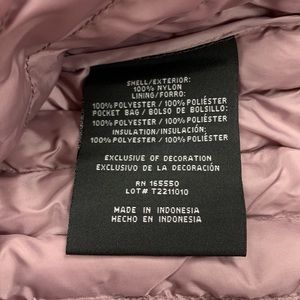 SHELL/EXTERIOR:
100% NYLON
LINING/FORRO:
100% POLYESTER / 100% POLIÉSTER
POCKET BAG / BOLSO DE BOLSILLO:
100% POLYESTER / 100% POLIÉSTER
INSULATION/INSULACIÓN:
100% POLYESTER / 100% POLIÉSTER
EXCLUSIVE OF DECORATION
EXCLUSIVO DE LA DECORACIÓN
RN 165550
LOT# T2211010
MADE IN INDONESIA
HECHO EN INDONESIA